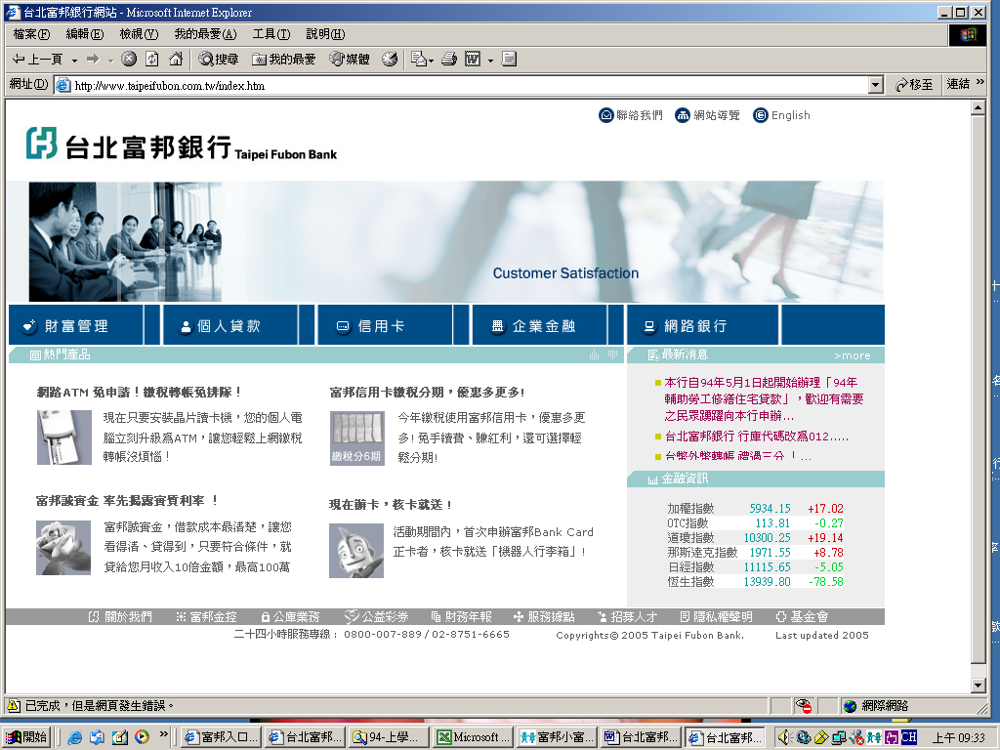 台北富邦銀行網站 - Microsoft Internet Explorer
檔案(F) 編輯(E) 檢視(V) 我的最愛(A) 工具(T) 說明(H)
上一頁 搜尋 我的最愛 媒體
網址(D) http://www.taipeifubon.com.tw/index.htm 移至 連結 »
聯絡我們 網站導覽 English
台北富邦銀行 Taipei Fubon Bank
Customer Satisfaction
財富管理 個人貸款 信用卡 企業金融 網路銀行
熱門產品
網路ATM 免申請！繳稅轉帳免排隊！
現在只要安裝晶片讀卡機，您的個人電
腦立刻升級為ATM，讓您輕鬆上網繳稅
轉帳沒煩惱！
富邦信用卡繳稅分期，優惠多更多!
繳稅分6期
今年繳稅使用富邦信用卡，優惠多更
多! 免手續費、賺紅利，還可選擇輕
鬆分期!
富邦誠實金 率先揭露實質利率 ！
富邦誠實金，借款成本最清楚，讓您
看得清、貸得到，只要符合條件，就
貸給您月收入10倍金額，最高100萬
現在辦卡，核卡就送！
活動期間內，首次申辦富邦Bank Card
正卡者，核卡就送「機器人行李箱」!
最新消息 >more
本行自94年5月1日起開始辦理「94年
輔助勞工修繕住宅貸款」，歡迎有需要
之民眾踴躍向本行申辦...
台北富邦銀行 行庫代碼改為012.....
台幣外幣轉帳 禮遇三分 ！...
金融資訊
加權指數 5934.15 +17.02
OTC指數 113.81 -0.27
道瓊指數 10300.25 +19.14
那斯達克指數 1971.55 +8.78
日經指數 11115.65 -5.05
恆生指數 13939.80 -78.58
關於我們 富邦金控 公庫業務 公益彩券 財務年報 服務據點 招募人才 隱私權聲明 基金會
二十四小時服務專線： 0800-007-889 / 02-8751-6665 Copyrights© 2005 Taipei Fubon Bank. Last updated 2005
已完成，但是網頁發生錯誤。 網際網路
開始 » 富邦入口... 台北富邦... 94-上學... Microsoft ... 富邦小富... 台北富邦... 台北富邦... CH 上午 09:33